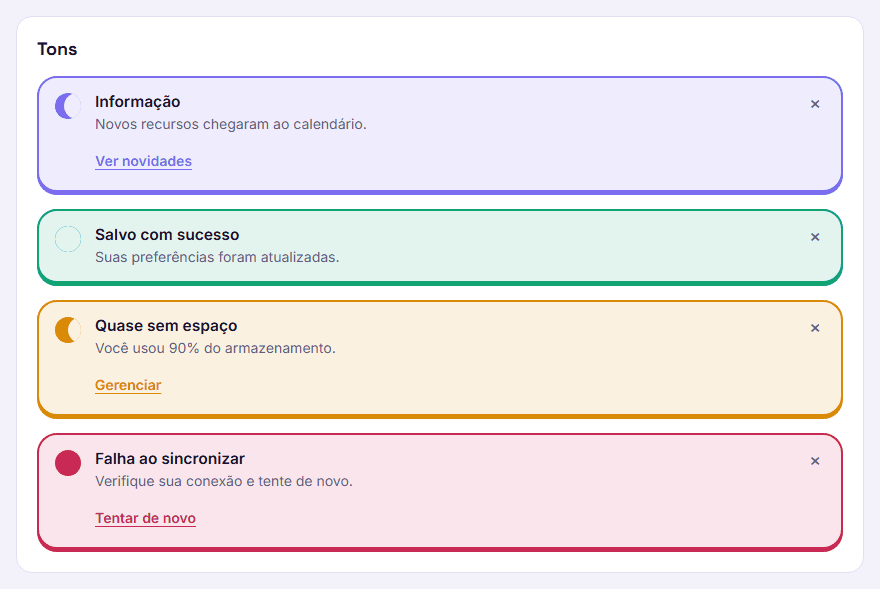 Tons
Informação
Novos recursos chegaram ao calendário.
Ver novidades
Salvo com sucesso
Suas preferências foram atualizadas.
Quase sem espaço
Você usou 90% do armazenamento.
Gerenciar
Falha ao sincronizar
Verifique sua conexão e tente de novo.
Tentar de novo